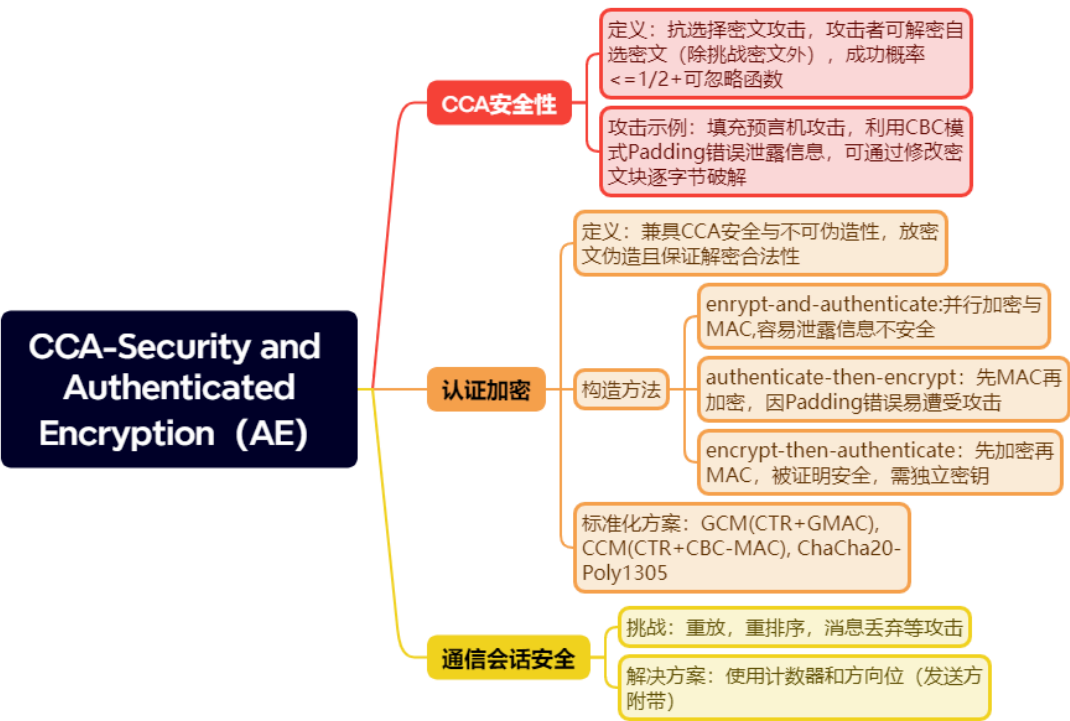 CCA-Security and
Authenticated
Encryption（AE）
CCA安全性
定义：抗选择密文攻击，攻击者可解密自
选密文（除挑战密文外），成功概率
<=1/2+可忽略函数
攻击示例：填充预言机攻击，利用CBC模
式Padding错误泄露信息，可通过修改密
文块逐字节破解
认证加密
定义：兼具CCA安全与不可伪造性，放密
文伪造且保证解密合法性
构造方法
enrypt-and-authenticate:并行加密与
MAC,容易泄露信息不安全
authenticate-then-encrypt：先MAC再
加密，因Padding错误易遭受攻击
encrypt-then-authenticate：先加密再
MAC，被证明安全，需独立密钥
标准化方案：GCM(CTR+GMAC),
CCM(CTR+CBC-MAC), ChaCha20-
Poly1305
通信会话安全
挑战：重放，重排序，消息丢弃等攻击
解决方案：使用计数器和方向位（发送方
附带）